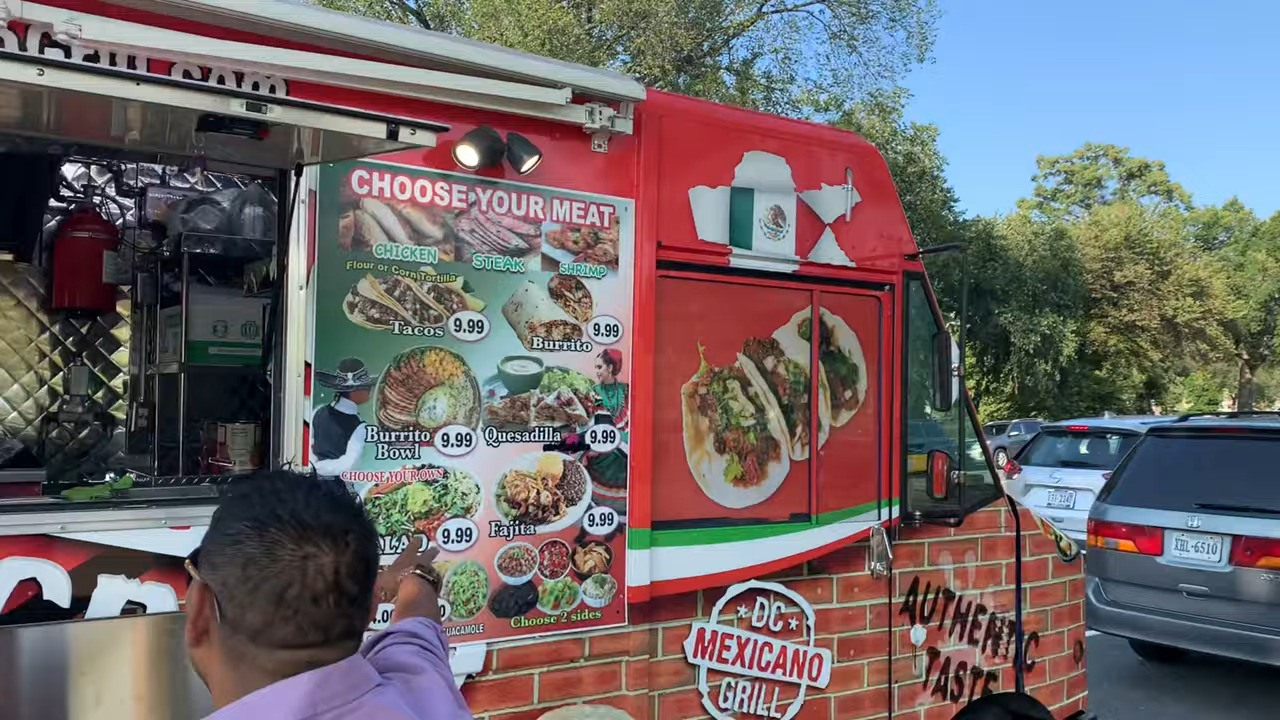 CHOOSE YOUR MEAT
CHICKEN
STEAK
SHRIMP
Flour or Corn Tortilla
Tacos
9.99
Burrito
9.99
Burrito
Bowl
9.99
Quesadilla
9.99
CHOOSE YOUR OWN
9.99
Fajita
9.99
Choose 2 sides
DC
MEXICANO
GRILL
AUTHENTIC
TASTE
XHL-6510